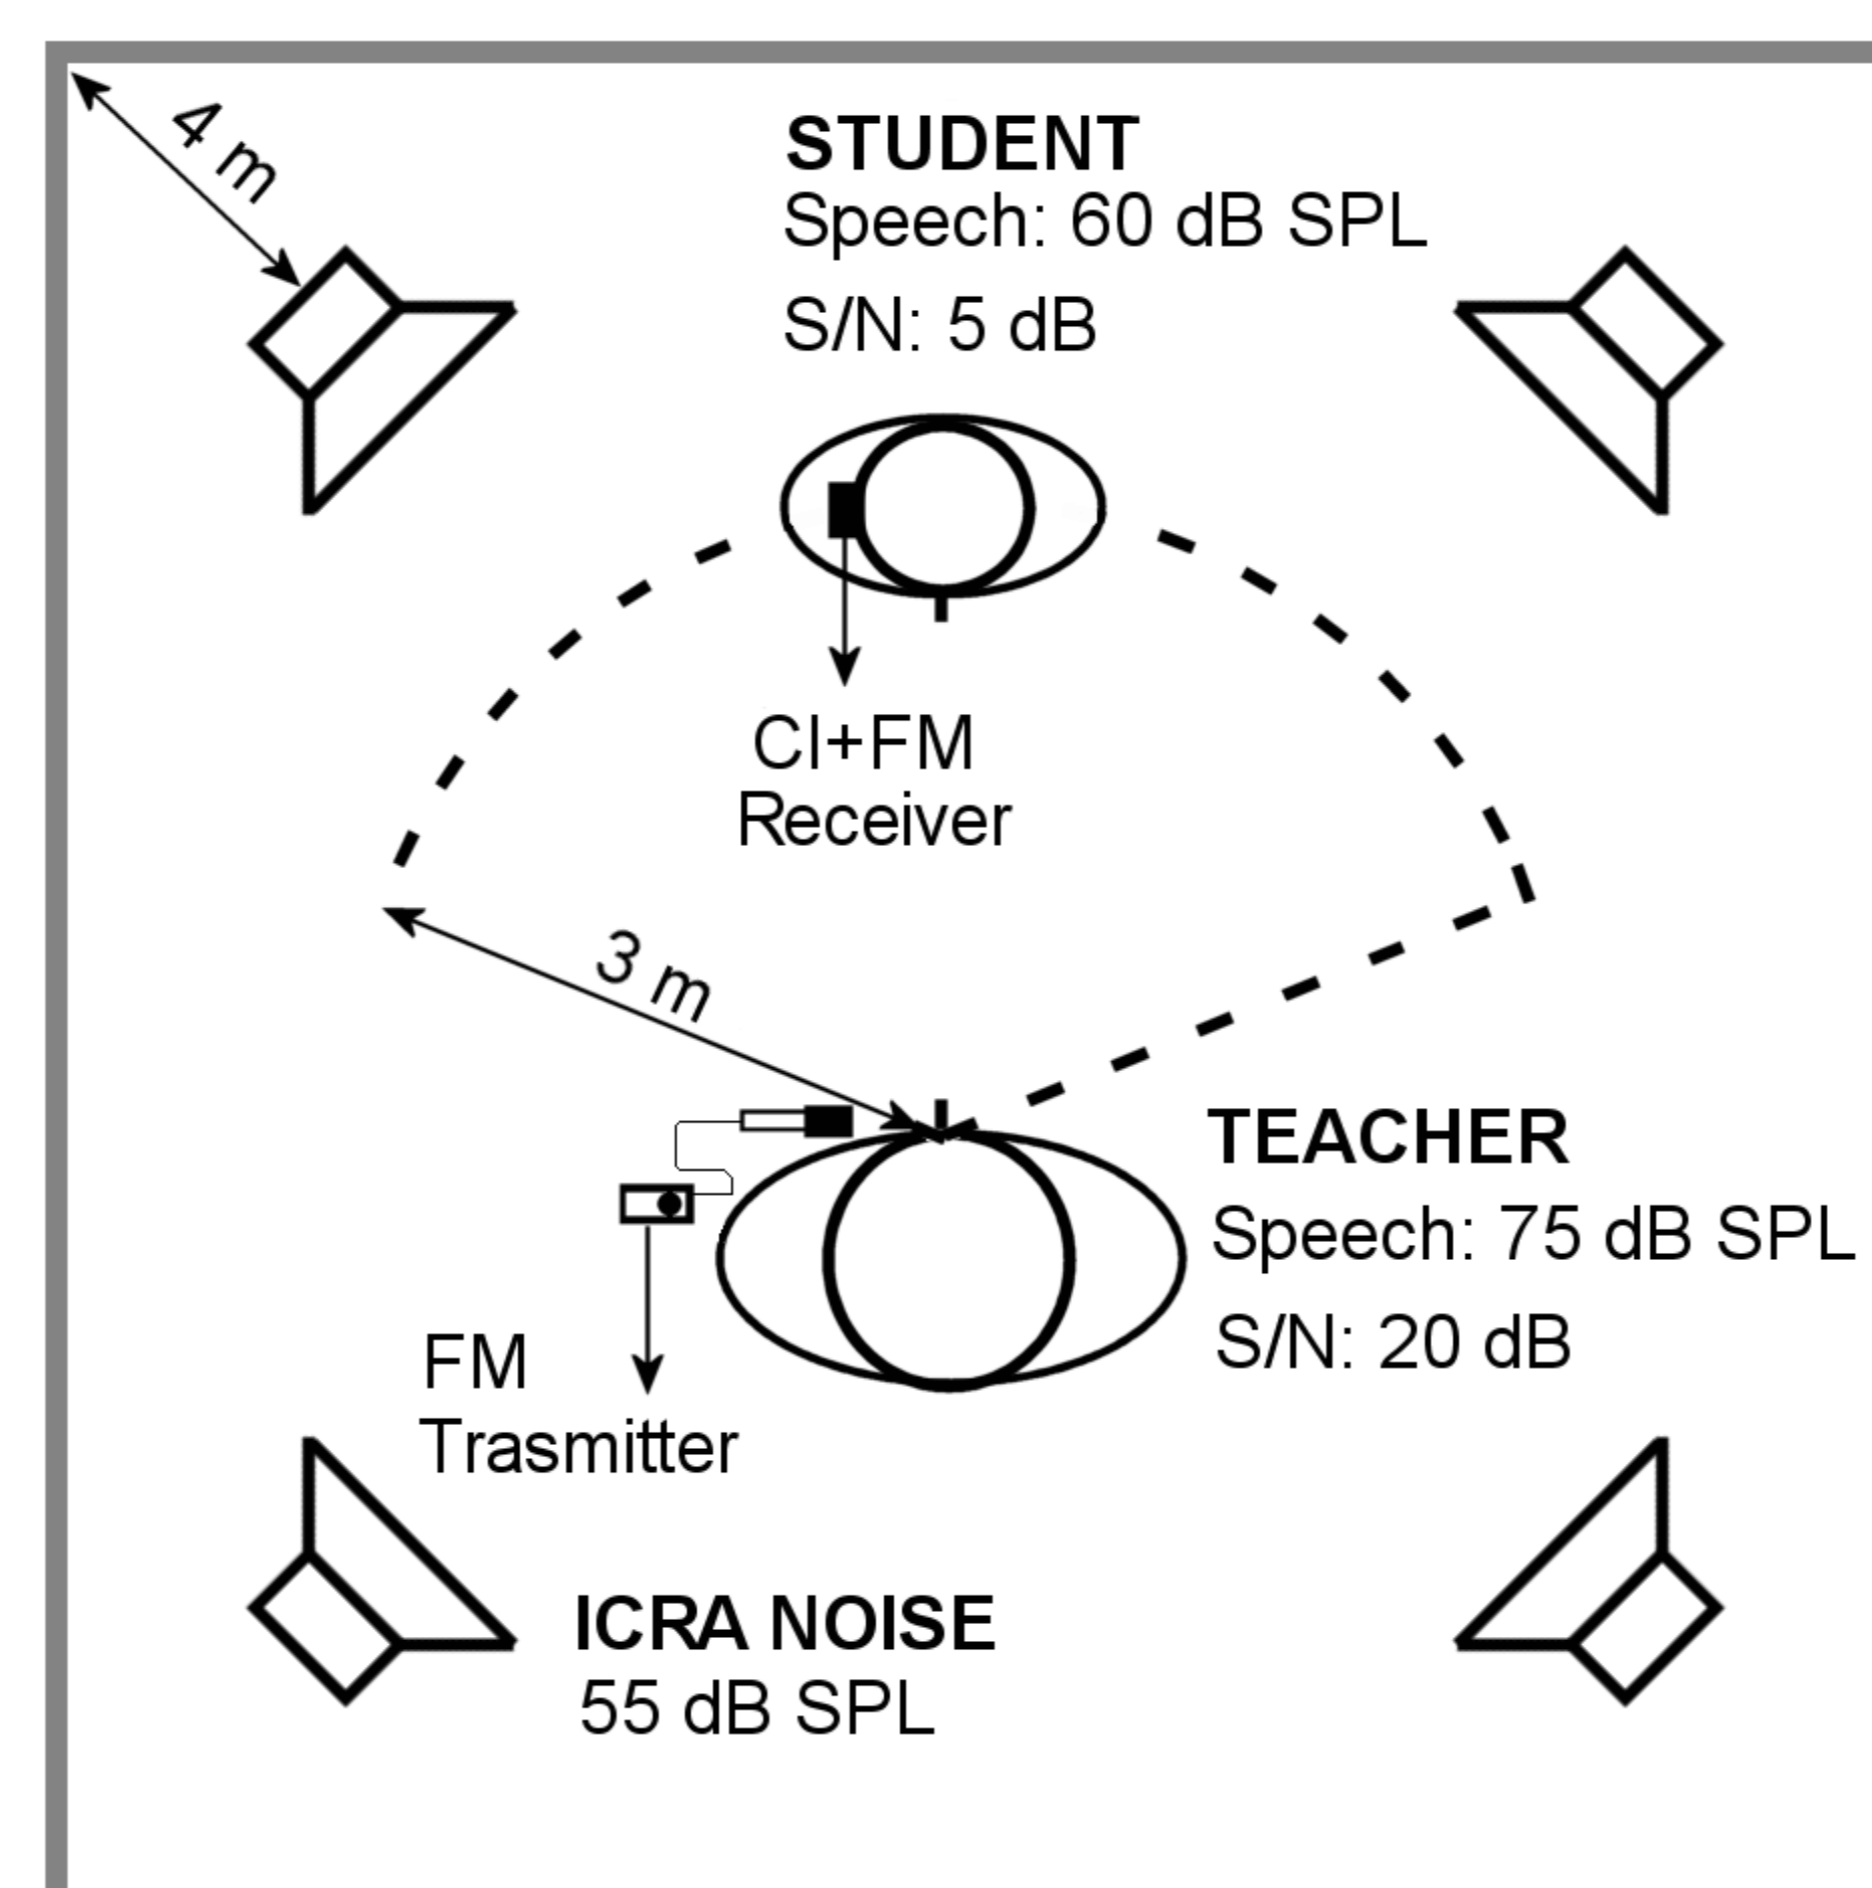 4 m
STUDENT
Speech: 60 dB SPL
S/N: 5 dB
CI+FM
Receiver
3 m
TEACHER
Speech: 75 dB SPL
S/N: 20 dB
FM
Trasmitter
ICRA NOISE
55 dB SPL